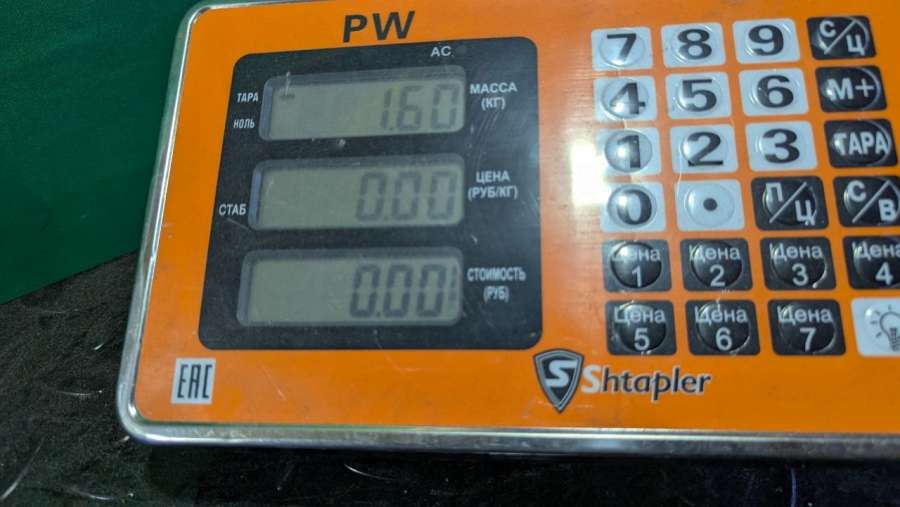 PW
AC
ТАРА
НОЛЬ
1.60
МАССА
(КГ)
СТАБ
0.00
ЦЕНА
(РУБ/КГ)
0.00
СТОИМОСТЬ
(РУБ)
7 8 9 С/Ц
4 5 6 М+
1 2 3 ТАРА
0 • П/Ц С/В
Цена 1 Цена 2 Цена 3 Цена 4
Цена 5 Цена 6 Цена 7
EAC
S Shtapler